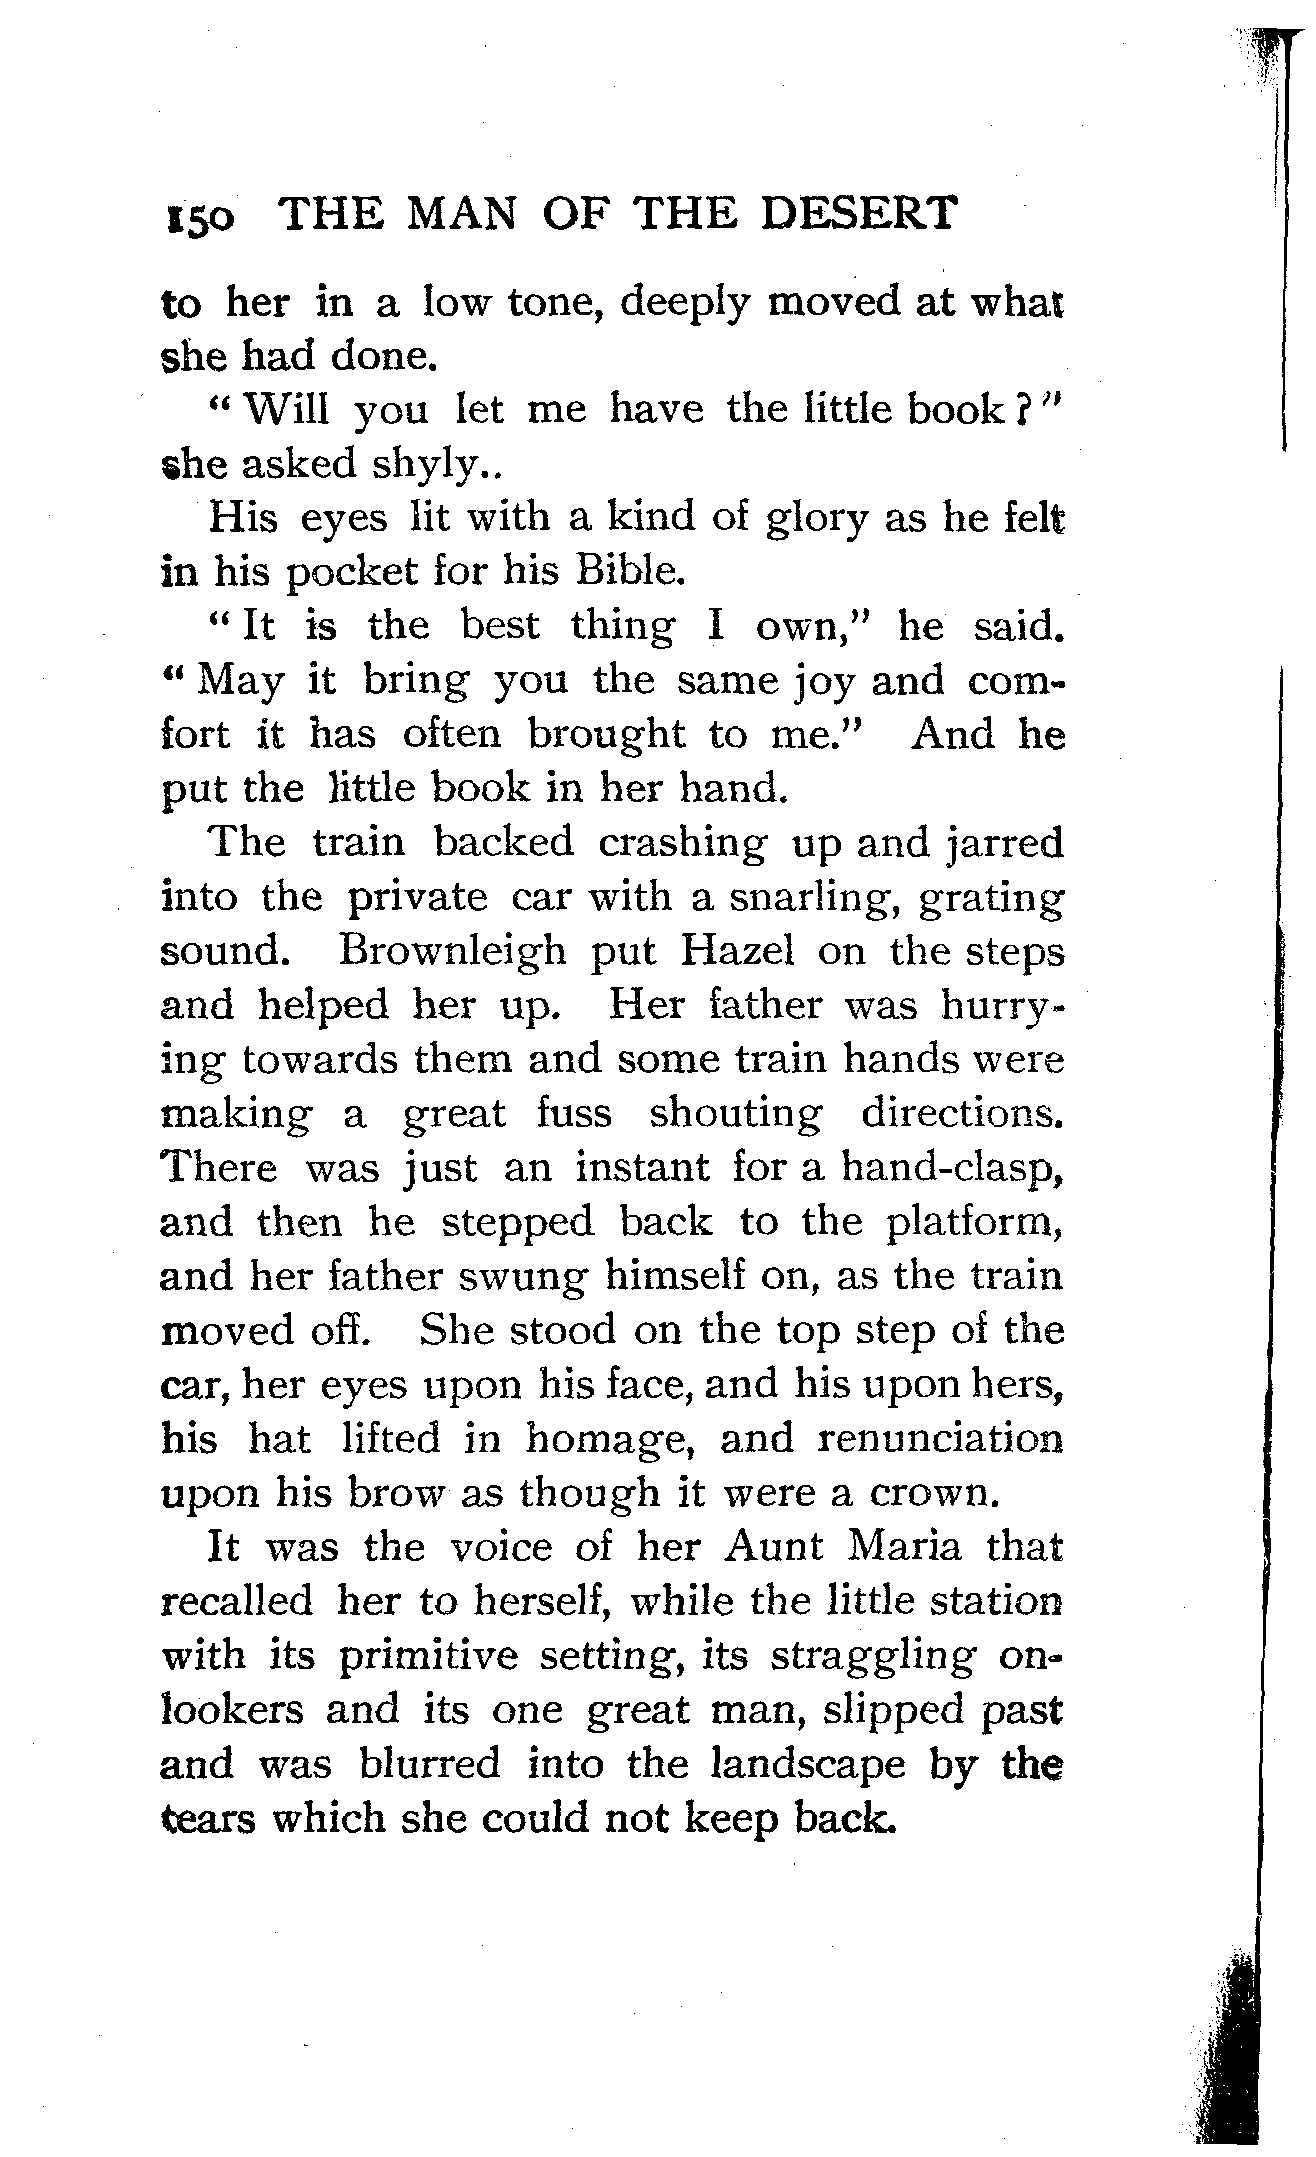 150 THE MAN OF THE DESERT
to her in a low tone, deeply moved at what
she had done.
“ Will you let me have the little book ? ”
she asked shyly..
His eyes lit with a kind of glory as he felt
in his pocket for his Bible.
“ It is the best thing I own,” he said.
“ May it bring you the same joy and com-
fort it has often brought to me.” And he
put the little book in her hand.
The train backed crashing up and jarred
into the private car with a snarling, grating
sound. Brownleigh put Hazel on the steps
and helped her up. Her father was hurry-
ing towards them and some train hands were
making a great fuss shouting directions.
There was just an instant for a hand-clasp,
and then he stepped back to the platform,
and her father swung himself on, as the train
moved off. She stood on the top step of the
car, her eyes upon his face, and his upon hers,
his hat lifted in homage, and renunciation
upon his brow as though it were a crown.
It was the voice of her Aunt Maria that
recalled her to herself, while the little station
with its primitive setting, its straggling on-
lookers and its one great man, slipped past
and was blurred into the landscape by the
tears which she could not keep back.